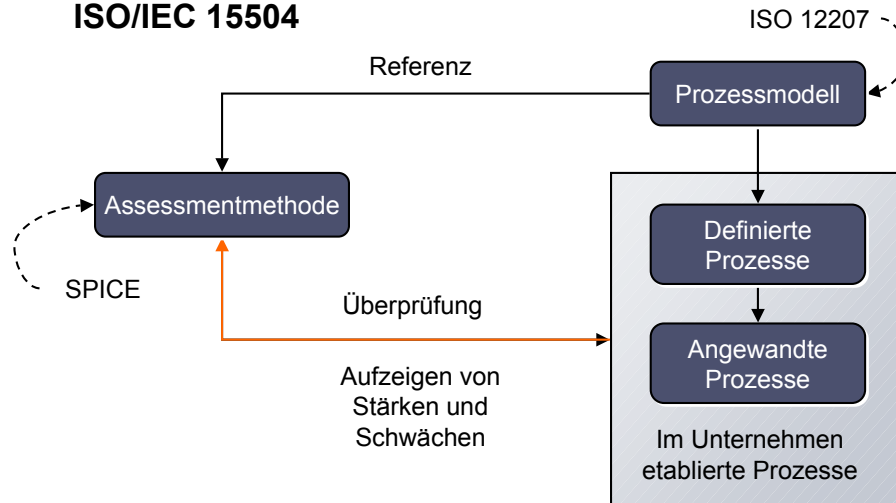 ISO/IEC 15504
ISO 12207
Referenz
Prozessmodell
Assessmentmethode
Definierte
Prozesse
SPICE
Überprüfung
Angewandte
Prozesse
Aufzeigen von
Stärken und
Schwächen
Im Unternehmen
etablierte Prozesse